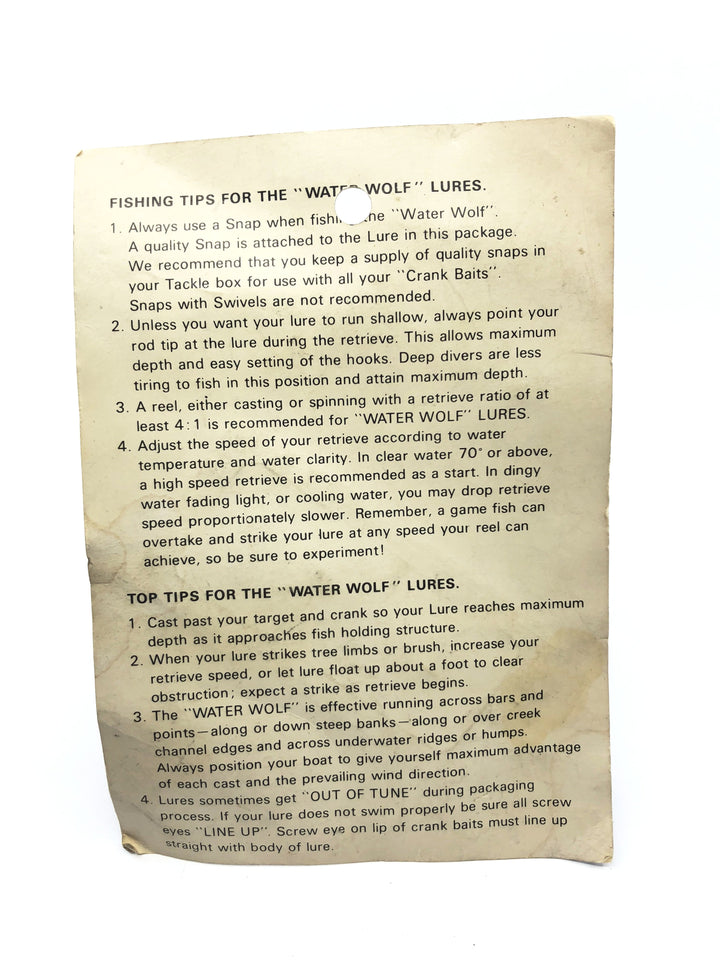 FISHING TIPS FOR THE "WATER WOLF" LURES.
1. Always use a Snap when fishing the "Water Wolf".
A quality Snap is attached to the Lure in this package.
We recommend that you keep a supply of quality snaps in
your Tackle box for use with all your "Crank Baits".
Snaps with Swivels are not recommended.
2. Unless you want your lure to run shallow, always point your
rod tip at the lure during the retrieve. This allows maximum
depth and easy setting of the hooks. Deep divers are less
tiring to fish in this position and attain maximum depth.
3. A reel, either casting or spinning with a retrieve ratio of at
least 4:1 is recommended for "WATER WOLF" LURES.
4. Adjust the speed of your retrieve according to water
temperature and water clarity. In clear water 70° or above,
a high speed retrieve is recommended as a start. In dingy
water fading light, or cooling water, you may drop retrieve
speed proportionately slower. Remember, a game fish can
overtake and strike your lure at any speed your reel can
achieve, so be sure to experiment!
TOP TIPS FOR THE "WATER WOLF" LURES.
1. Cast past your target and crank so your Lure reaches maximum
depth as it approaches fish holding structure.
2. When your lure strikes tree limbs or brush, increase your
retrieve speed, or let lure float up about a foot to clear
obstruction; expect a strike as retrieve begins.
3. The "WATER WOLF" is effective running across bars and
points—along or down steep banks—along or over creek
channel edges and across underwater ridges or humps.
Always position your boat to give yourself maximum advantage
of each cast and the prevailing wind direction.
4. Lures sometimes get "OUT OF TUNE" during packaging
process. If your lure does not swim properly be sure all screw
eyes "LINE UP". Screw eye on lip of crank baits must line up
straight with body of lure.